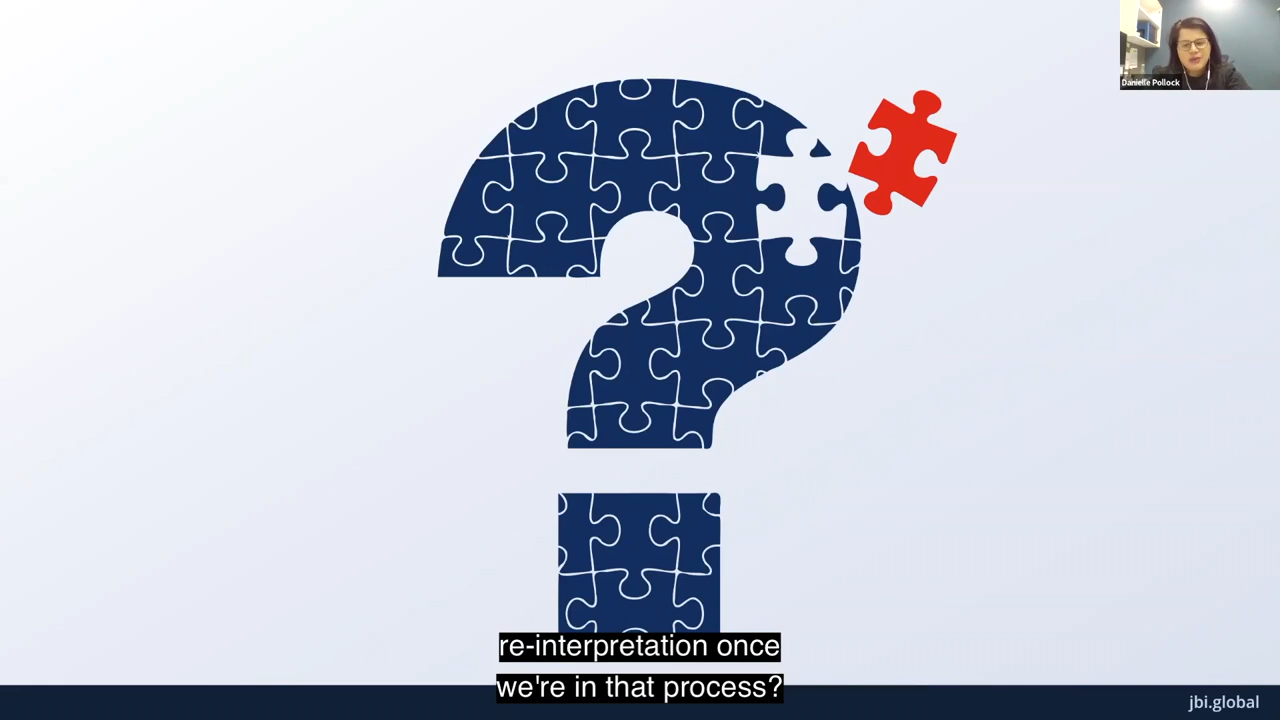 Danielle Pollock
re-interpretation once
we're in that process?
jbi.global